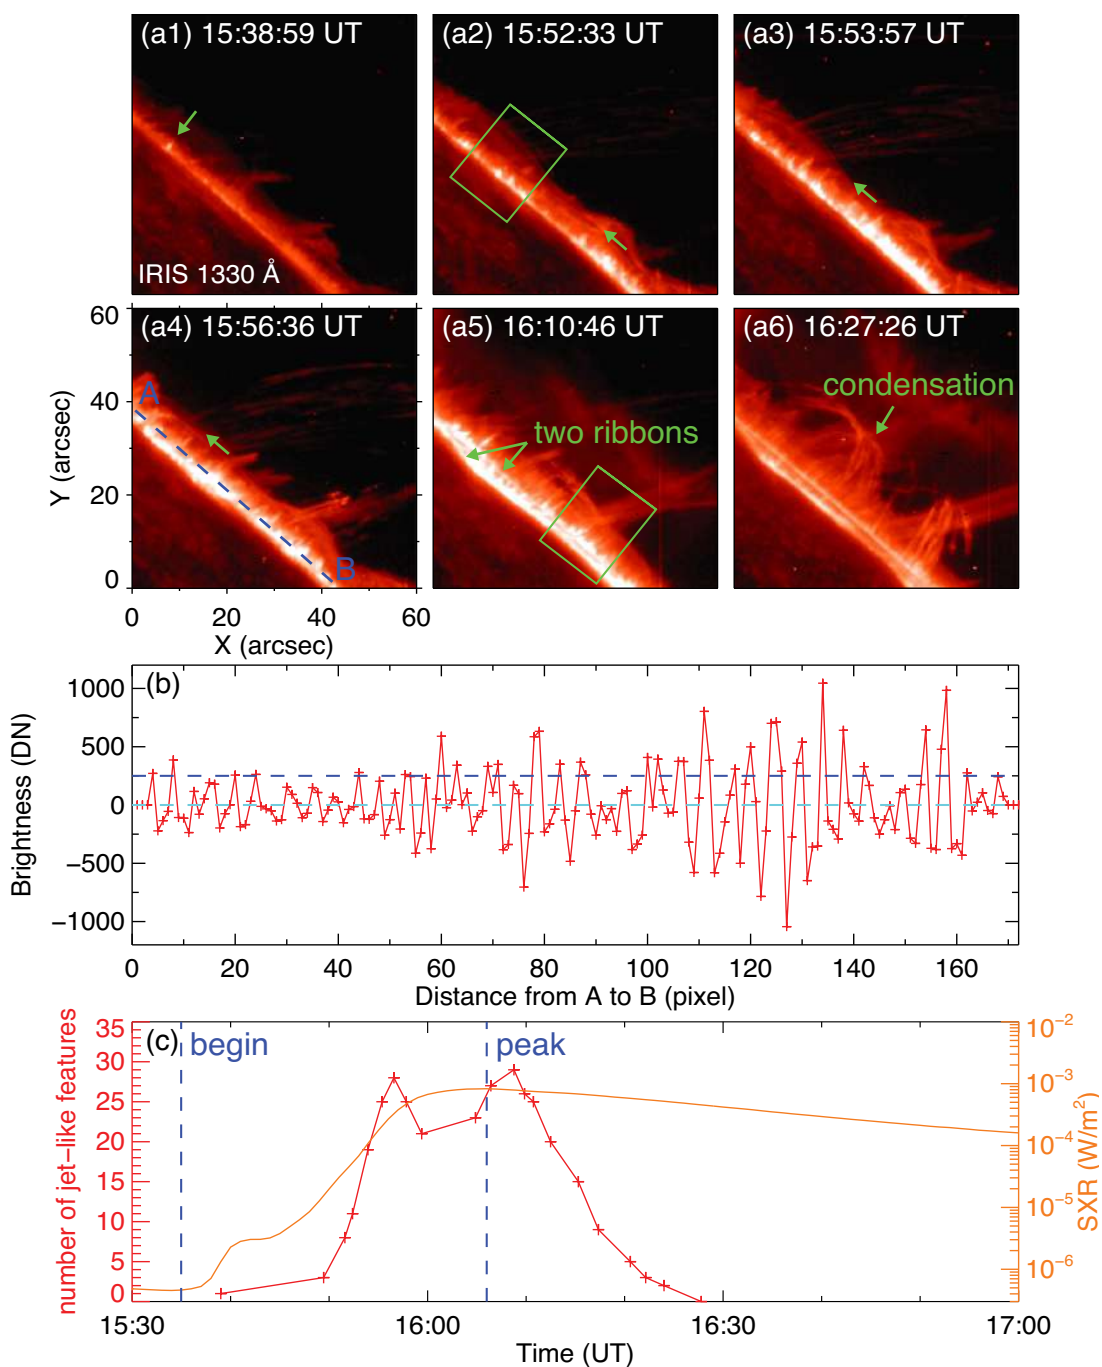 (a1) 15:38:59 UT
IRIS 1330 Å
(a2) 15:52:33 UT
(a3) 15:53:57 UT
(a4) 15:56:36 UT
A
B
60
40
20
0
Y (arcsec)
0 20 40 60
X (arcsec)
(a5) 16:10:46 UT
two ribbons
(a6) 16:27:26 UT
condensation
(b)
1000
500
0
−500
−1000
Brightness (DN)
0 20 40 60 80 100 120 140 160
Distance from A to B (pixel)
(c)
begin
peak
35
30
25
20
15
10
5
0
number of jet−like features
10−2
10−3
10−4
10−5
10−6
SXR (W/m2)
15:30 16:00 16:30 17:00
Time (UT)